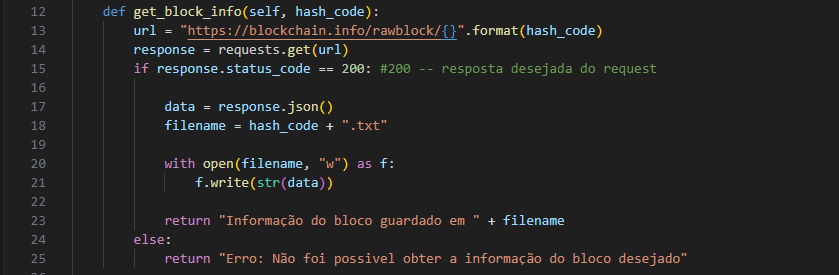 12 def get_block_info(self, hash_code):
13 url = "https://blockchain.info/rawblock/{}".format(hash_code)
14 response = requests.get(url)
15 if response.status_code == 200: #200 -- resposta desejada do request
16
17 data = response.json()
18 filename = hash_code + ".txt"
19
20 with open(filename, "w") as f:
21 f.write(str(data))
22
23 return "Informação do bloco guardado em " + filename
24 else:
25 return "Erro: Não foi possivel obter a informação do bloco desejado"